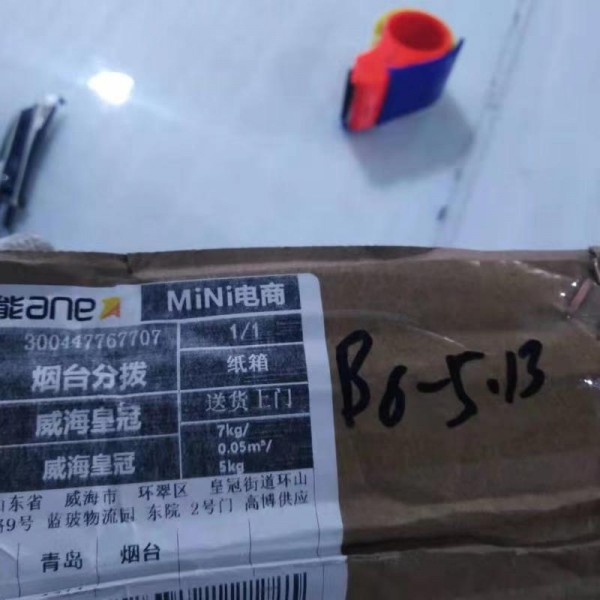 能ane
MiNi电商
300447767707
1/1
烟台分拨
纸箱
威海皇冠
送货上门
威海皇冠
7kg/
0.05m³/
5kg
山东省 威海市 环翠区 皇冠街道环山
路9号 蓝玻物流园 东院 2号门 高博供应
青岛
烟台
B6-5.13